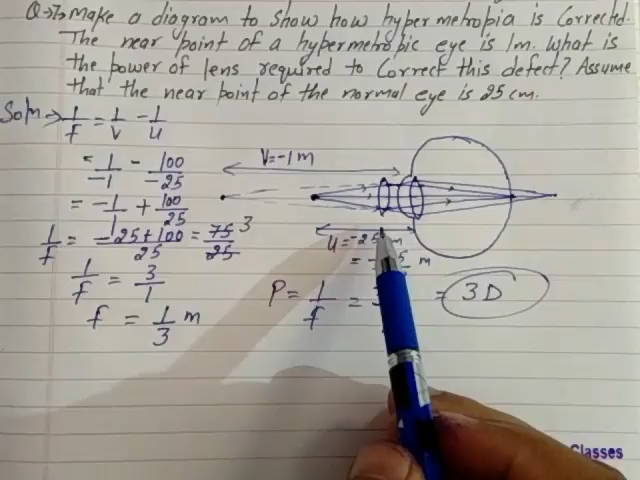 Q→7→ Make a diagram to show how hypermetropia is corrected.
The near point of a hypermetropic eye is 1m. What is
the power of lens required to correct this defect? Assume
that the near point of the normal eye is 25 cm.
Soln→ 1/f = 1/v - 1/u
= 1/-1 - 100/-25
= -1/1 + 100/25
1/f = -25+100/25 = 75/25 3
1/f = 3/1
f = 1/3 m
V=-1m
u = -25 m
= m
P = 1/f = = 3D
Classes